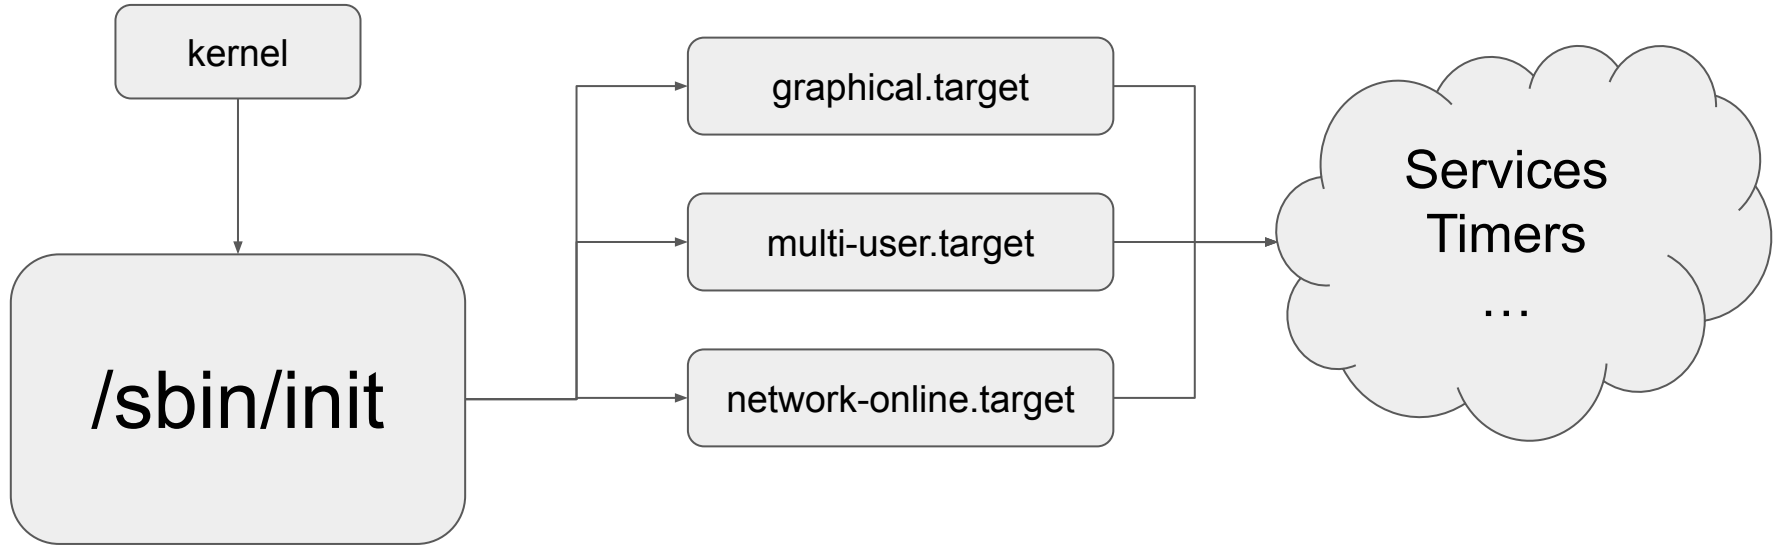 kernel
/sbin/init
graphical.target
multi-user.target
network-online.target
Services
Timers
…